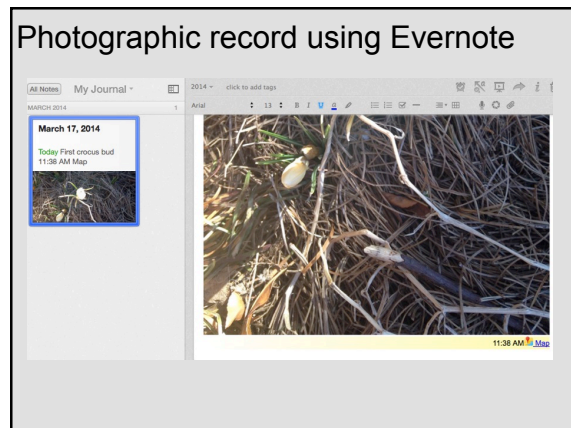 Photographic record using Evernote
All Notes My Journal
MARCH 2014 1
March 17, 2014
Today First crocus bud
11:38 AM Map
2014 click to add tags
Arial 13 B I U a
11:38 AM Map